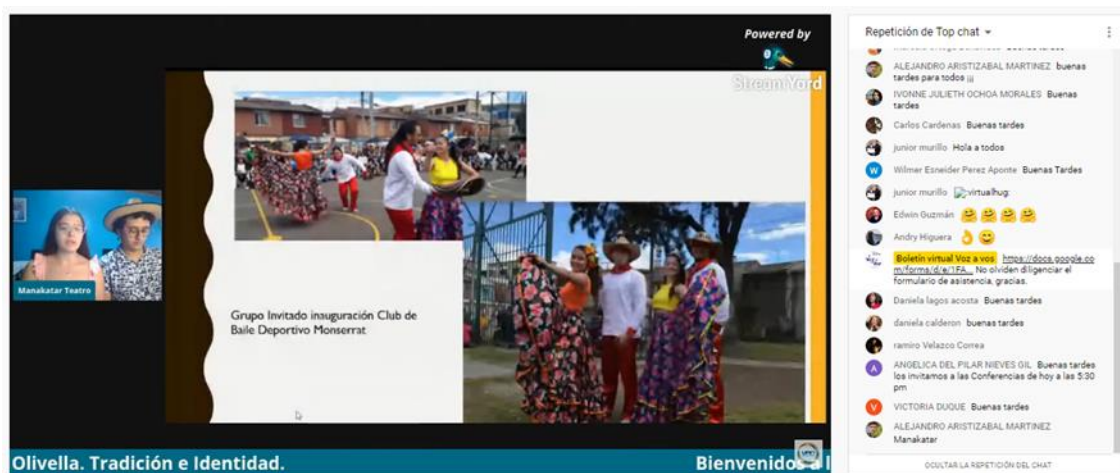 Powered by
StreamYard
Manakatar Teatro
Grupo Invitado inauguración Club de
Baile Deportivo Monserrat
Olivella. Tradición e Identidad.
Bienvenidos a l
Repetición de Top chat
ALEJANDRO ARISTIZABAL MARTINEZ buenas
tardes para todos ¡¡¡
IVONNE JULIETH OCHOA MORALES Buenas
tardes
Carlos Cardenas Buenas tardes
junior murillo Hola a todos
W
Wilmer Esneider Perez Aponte Buenas Tardes
junior murillo :virtualhug:
Edwin Guzmán
Andry Higuera
Boletín virtual Voz a vos https://docs.google.co
m/forms/d/e/1FA... No olviden diligenciar el
formulario de asistencia, gracias.
Daniela lagos acosta Buenas tardes
daniela calderon buenas tardes
ramiro Velazco Correa
A
ANGELICA DEL PILAR NIEVES GIL Buenas tardes
los invitamos a las Conferencias de hoy a las 5:30
pm
V
VICTORIA DUQUE Buenas tardes
ALEJANDRO ARISTIZABAL MARTINEZ
Manakatar
OCULTAR LA REPETICIÓN DEL CHAT